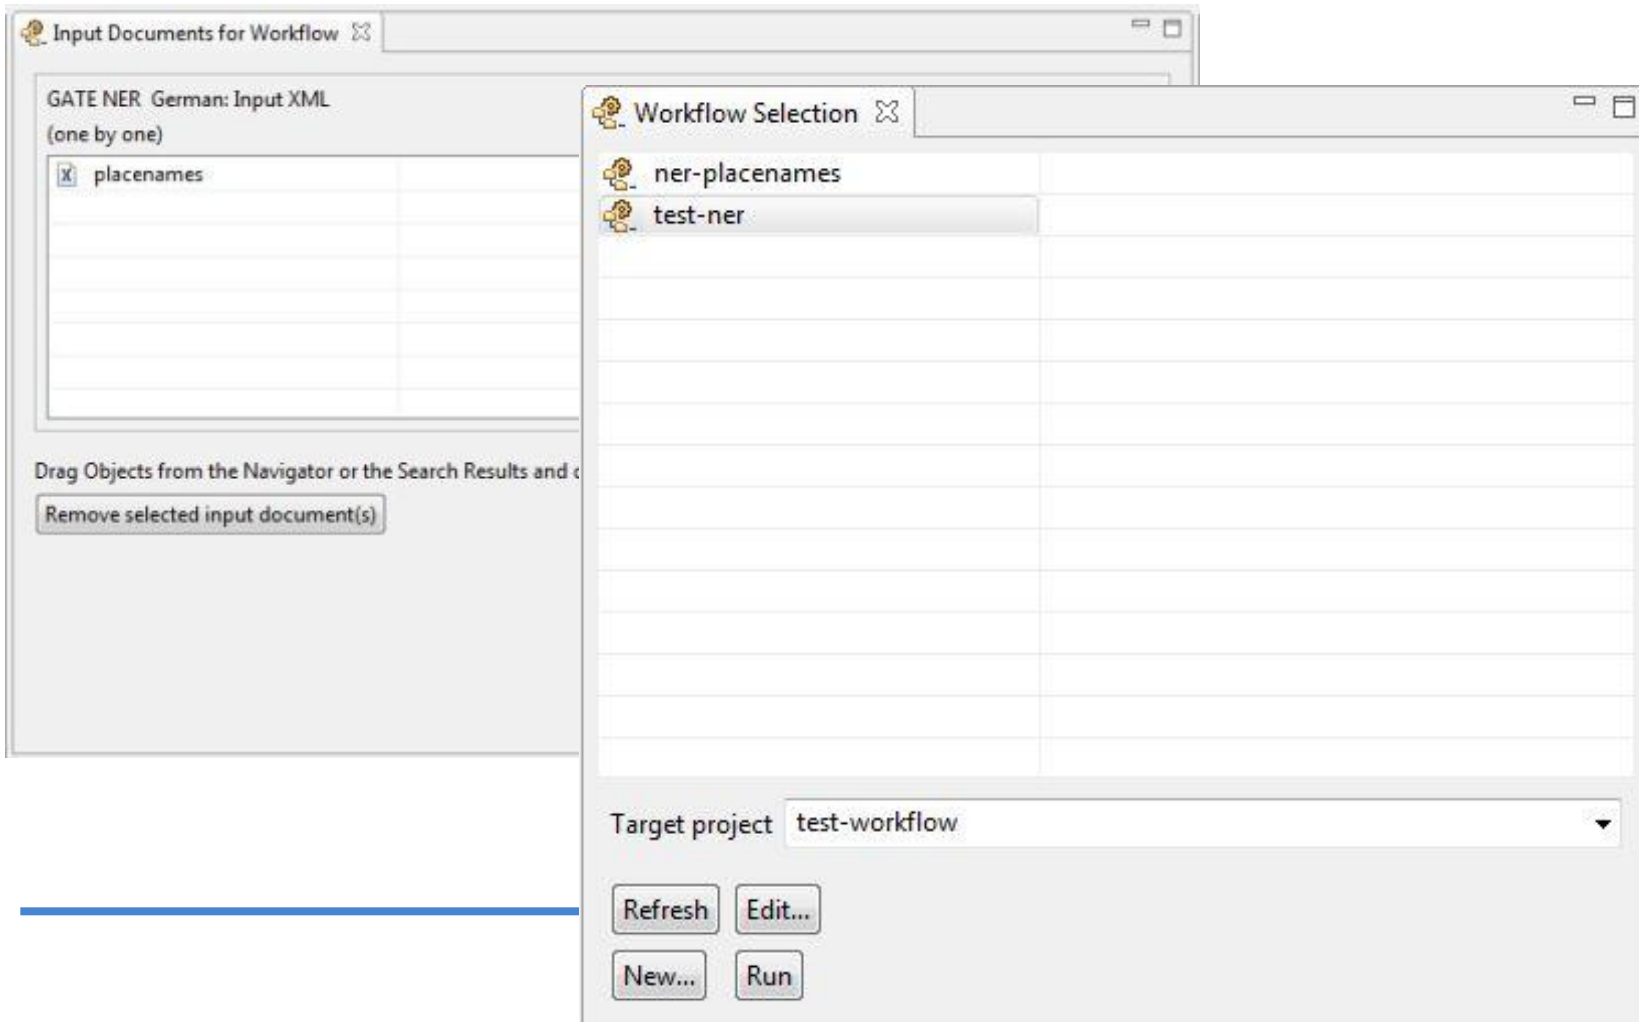 Input Documents for Workflow
GATE NER German: Input XML
(one by one)
placenames
Drag Objects from the Navigator or the Search Results and
Remove selected input document(s)
Workflow Selection
ner-placenames
test-ner
Target project test-workflow
Refresh Edit...
New... Run